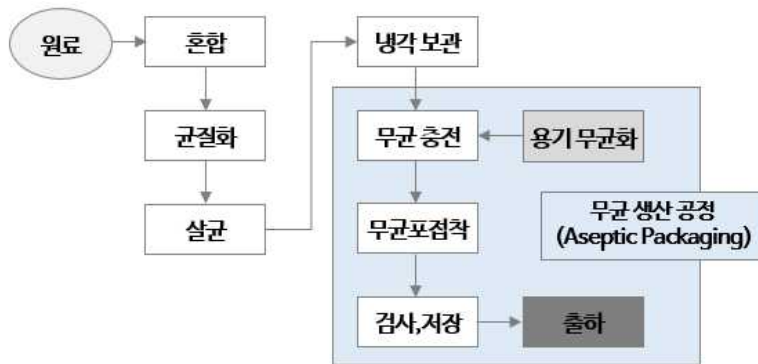 원료
혼합
균질화
살균
냉각 보관
무균 충전
용기 무균화
무균포접착
무균 생산 공정
(Aseptic Packaging)
검사,저장
출하